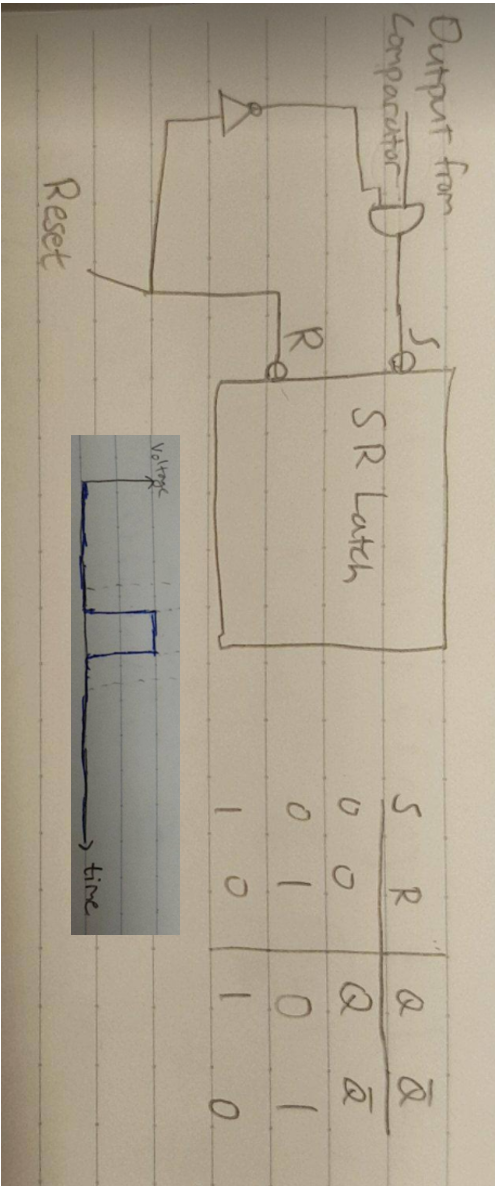 Output from
Comparator
S
R
SR Latch
Reset
S R Q Q̄
0 0 Q Q̄
0 1 0 1
1 0 1 0
Voltage
time